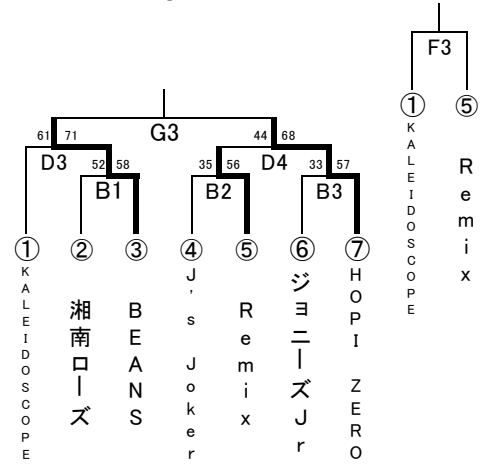 F3
① ⑤
KALEIDOSCOPE
Remix
G3
61 71 44 68
D3 D4
52 58 35 56 33 57
B1 B2 B3
① ② ③ ④ ⑤ ⑥ ⑦
KALEIDOSCOPE
湘南ローズ
BEANS
J's Joker
Remix
ジョニーズJr
HOPI ZERO